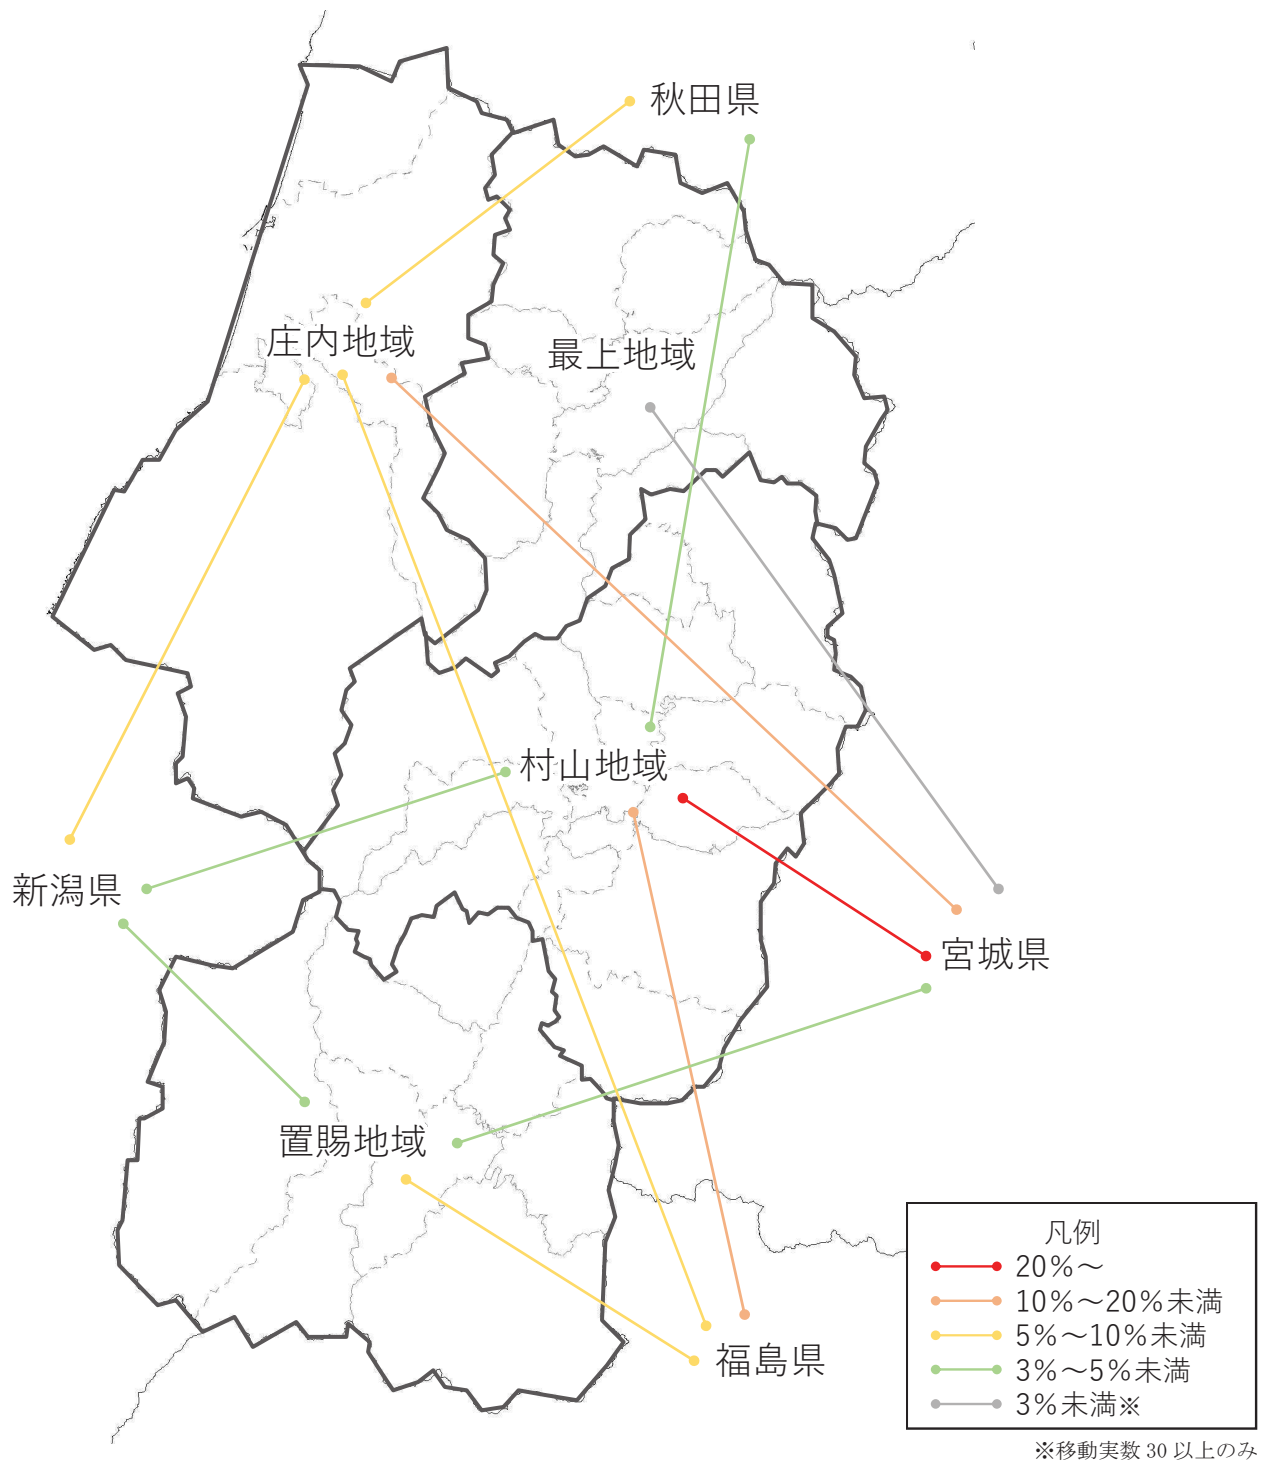 秋田県
庄内地域
最上地域
村山地域
新潟県
宮城県
置賜地域
福島県
凡例
20%～
10%～20%未満
5%～10%未満
3%～5%未満
3%未満※
※移動実数 30 以上のみ